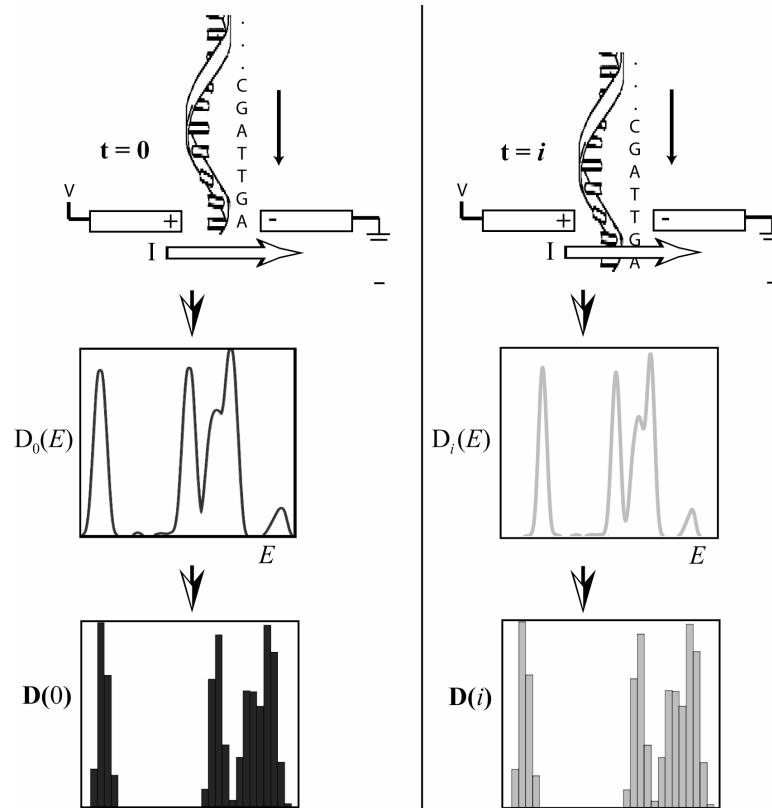 .
.
.
C
G
A
T
T
G
A
t = 0
V
+
-
I
-
D₀(E)
E
D(0)
.
.
.
C
G
A
T
T
G
A
t = i
V
+
-
I
-
Dᵢ(E)
E
D(i)